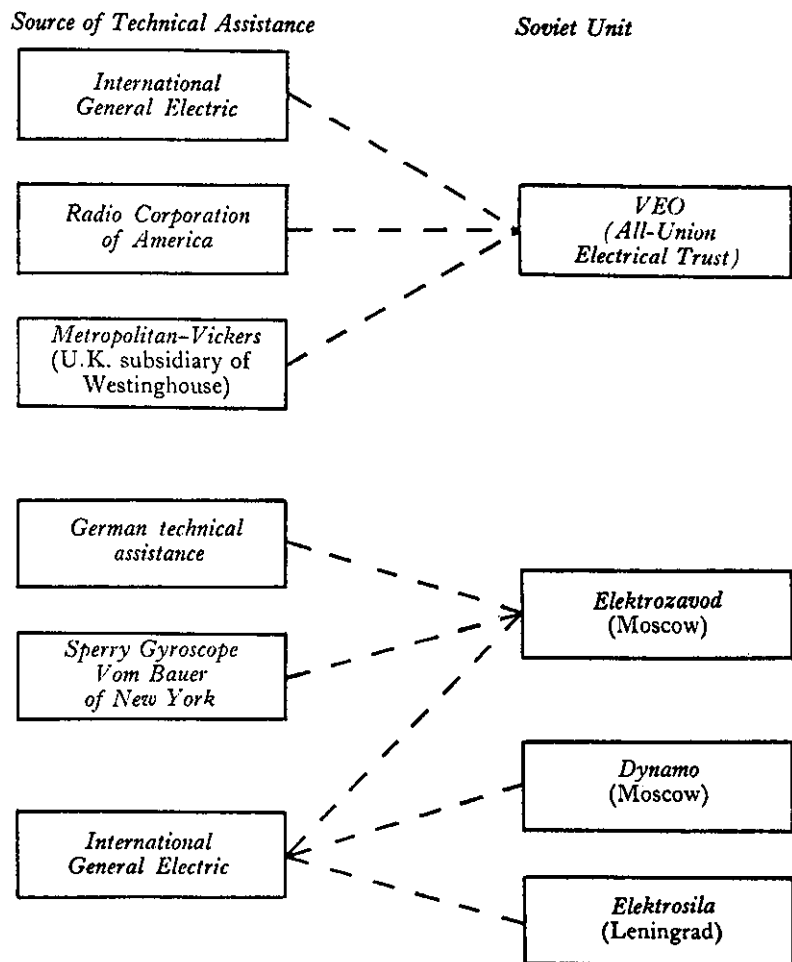 Source of Technical Assistance
Soviet Unit
International
General Electric
Radio Corporation
of America
VEO
(All-Union
Electrical Trust)
Metropolitan-Vickers
(U.K. subsidiary of
Westinghouse)
German technical
assistance
Elektrozavod
(Moscow)
Sperry Gyroscope
Vom Bauer
of New York
Dynamo
(Moscow)
International
General Electric
Elektrosila
(Leningrad)